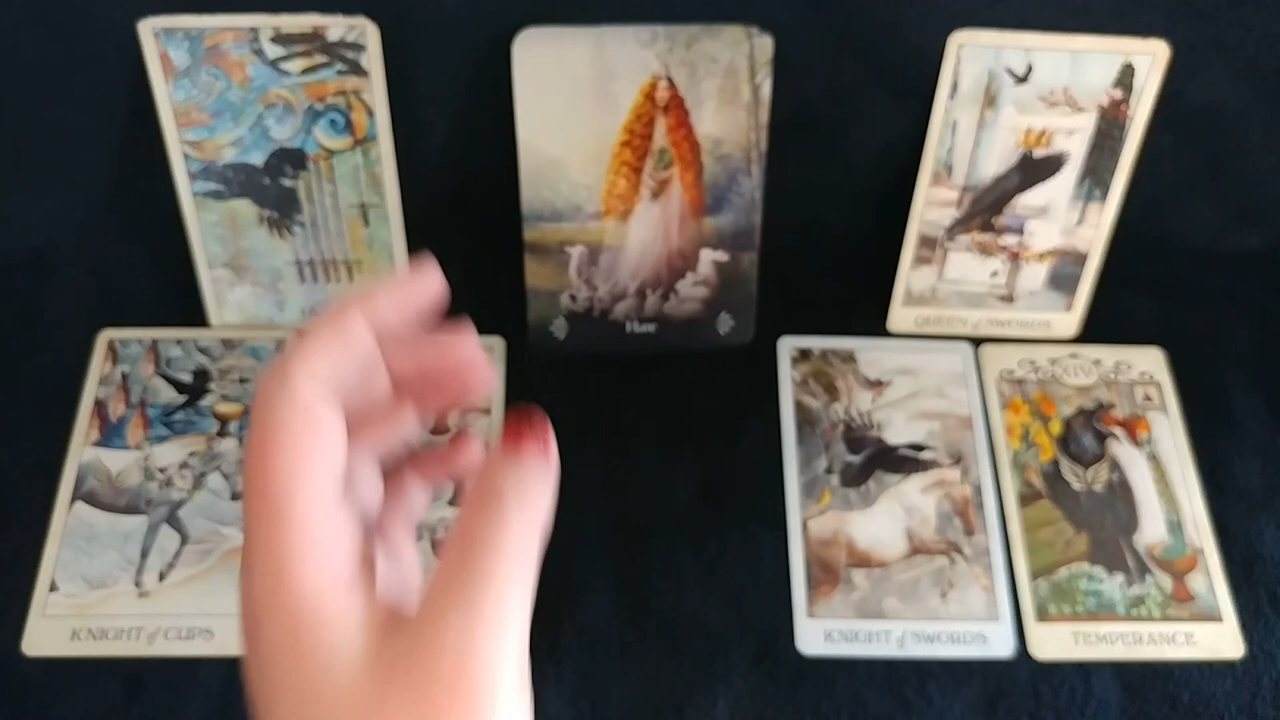 Hare
QUEEN of SWORDS
XIV
KNIGHT of CUPS
KNIGHT of SWORDS
TEMPERANCE